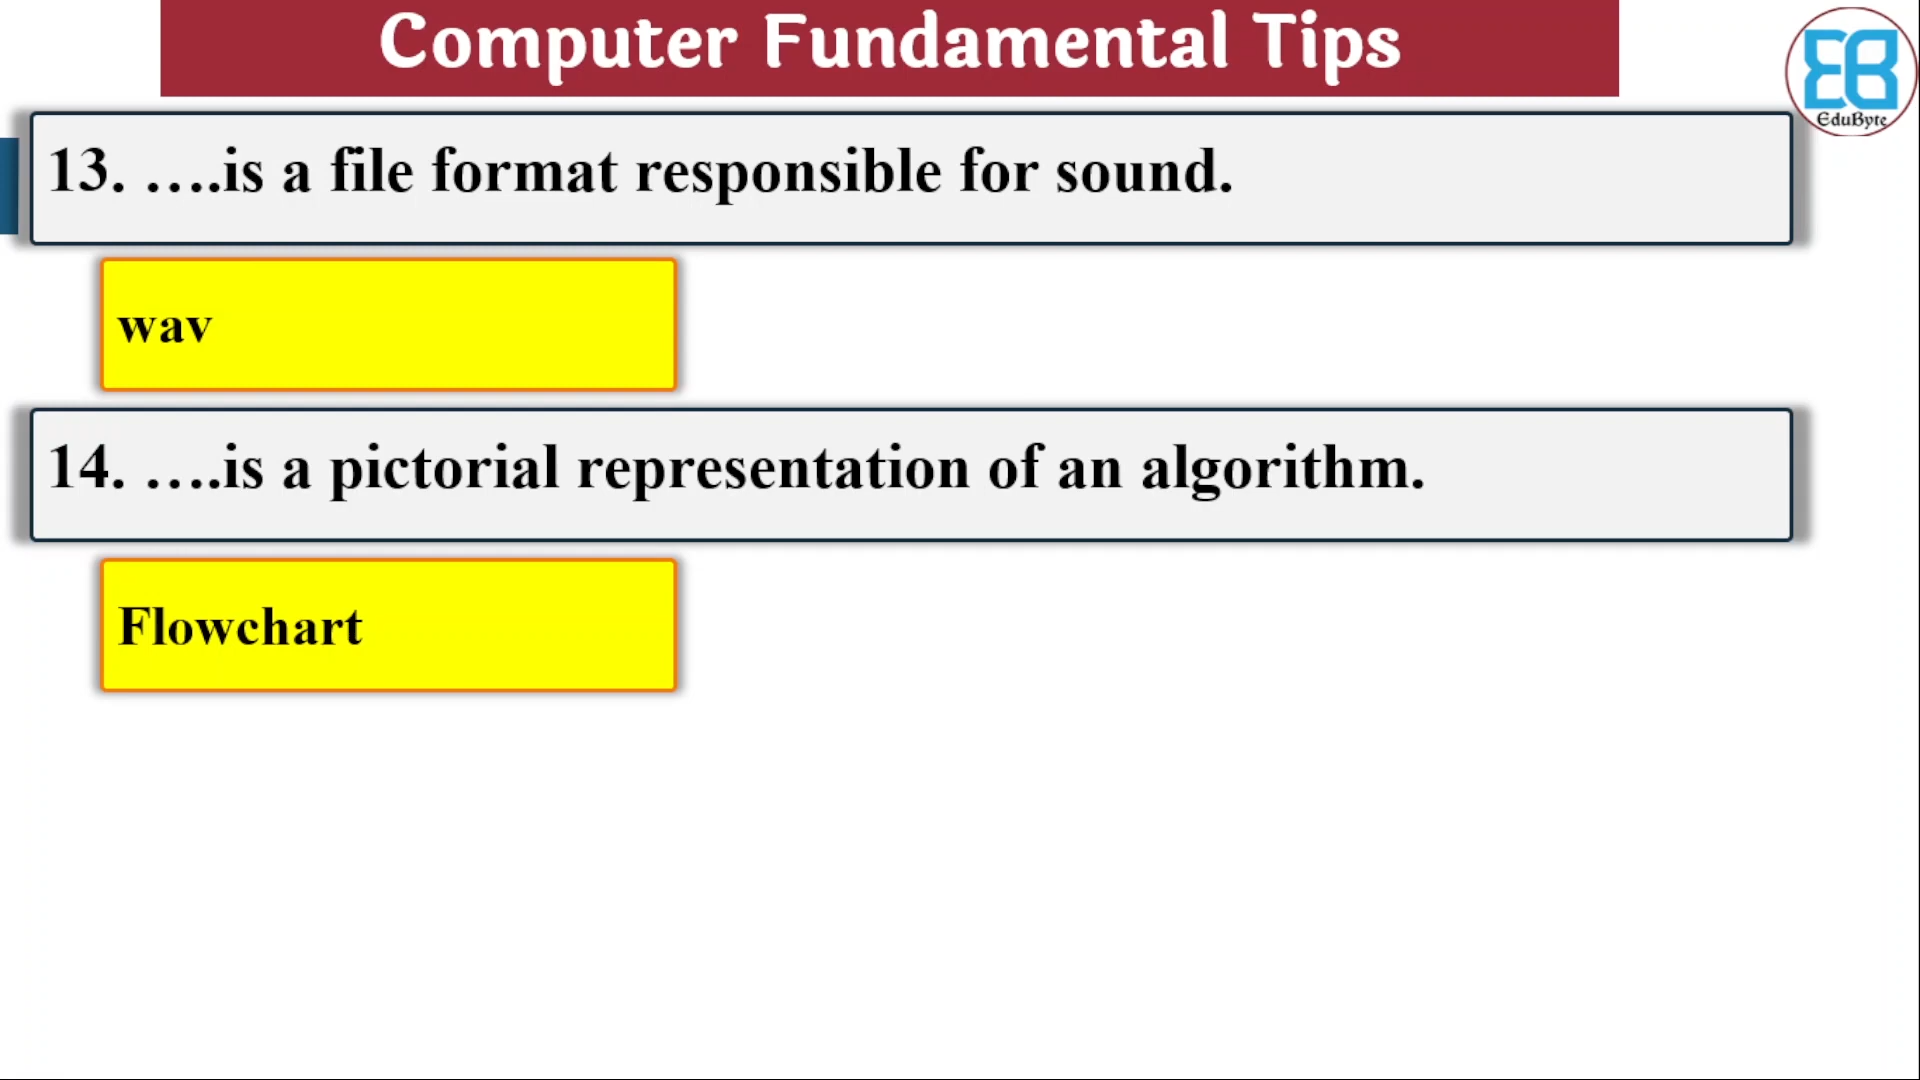 Computer Fundamental Tips
EduByte
13. ….is a file format responsible for sound.
wav
14. ….is a pictorial representation of an algorithm.
Flowchart